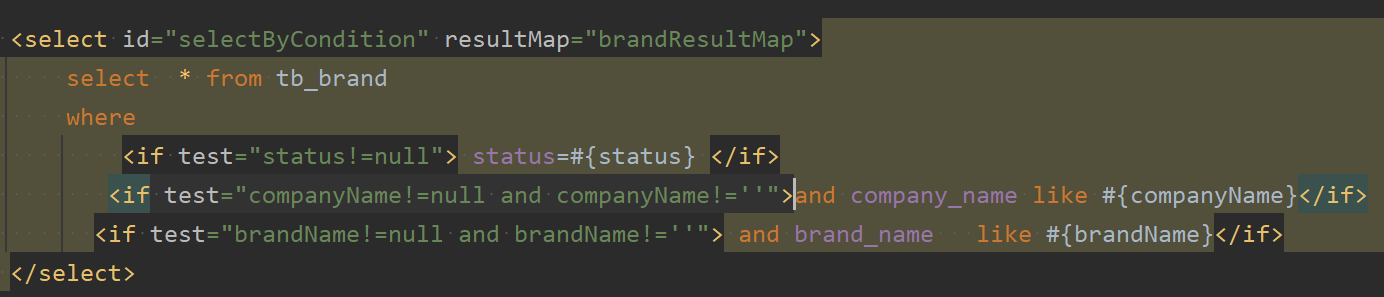 <select id="selectByCondition" resultMap="brandResultMap">
select * from tb_brand
where
<if test="status!=null"> status=#{status} </if>
<if test="companyName!=null and companyName!=''">and company_name like #{companyName}</if>
<if test="brandName!=null and brandName!=''"> and brand_name like #{brandName}</if>
</select>